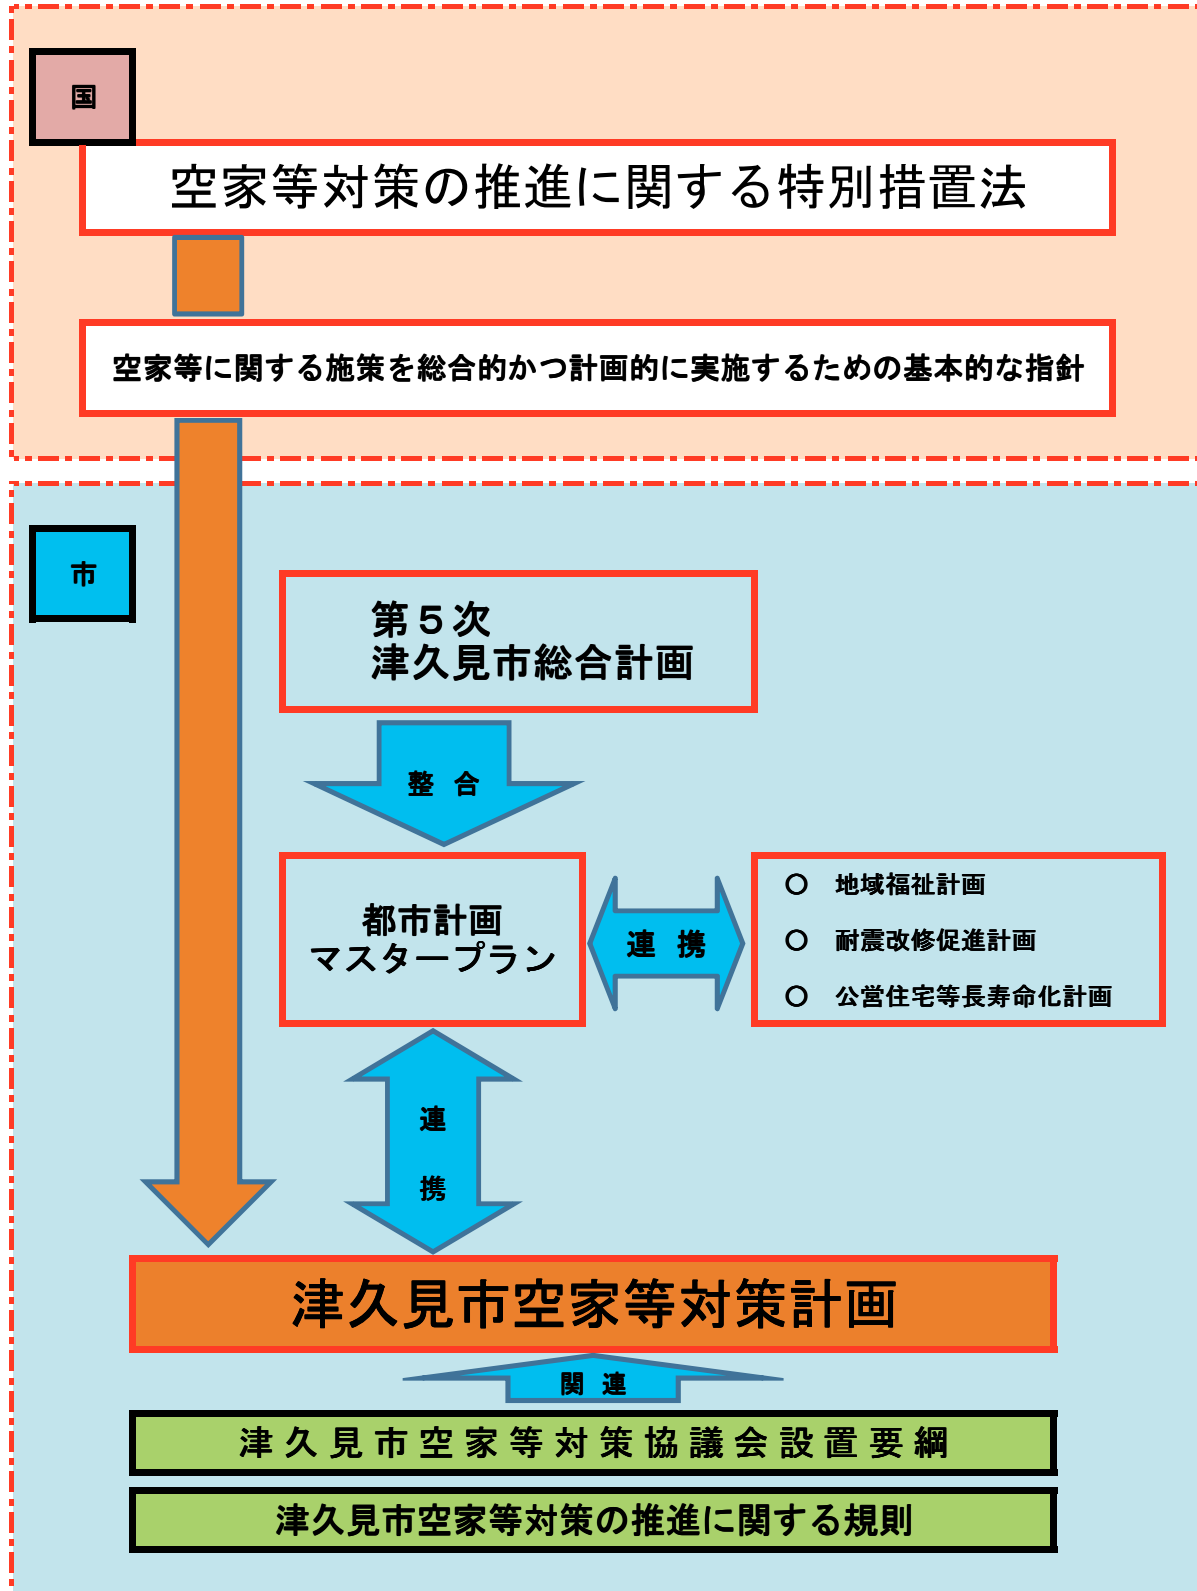 国
空家等対策の推進に関する特別措置法
空家等に関する施策を総合的かつ計画的に実施するための基本的な指針
市
第５次
津久見市総合計画
整 合
都市計画
マスタープラン
連 携
○ 地域福祉計画
○ 耐震改修促進計画
○ 公営住宅等長寿命化計画
連
携
津久見市空家等対策計画
関 連
津久見市空家等対策協議会設置要綱
津久見市空家等対策の推進に関する規則